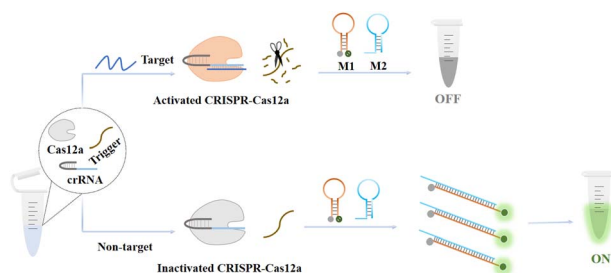 Target
Activated CRISPR-Cas12a
M1
M2
OFF
Cas12a
Trigger
crRNA
Non-target
Inactivated CRISPR-Cas12a
ON